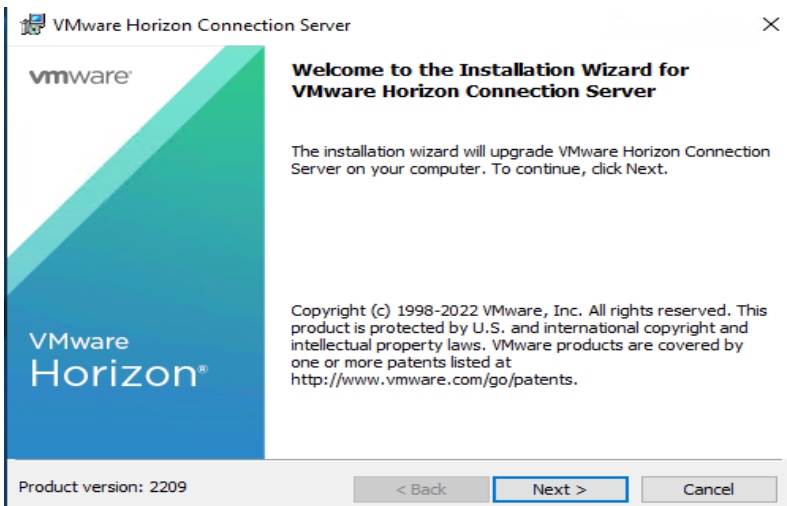 VMware Horizon Connection Server
vmware
Welcome to the Installation Wizard for
VMware Horizon Connection Server
The installation wizard will upgrade VMware Horizon Connection
Server on your computer. To continue, click Next.
Copyright (c) 1998-2022 VMware, Inc. All rights reserved. This
product is protected by U.S. and international copyright and
intellectual property laws. VMware products are covered by
one or more patents listed at
http://www.vmware.com/go/patents.
VMware
Horizon®
Product version: 2209
< Back
Next >
Cancel